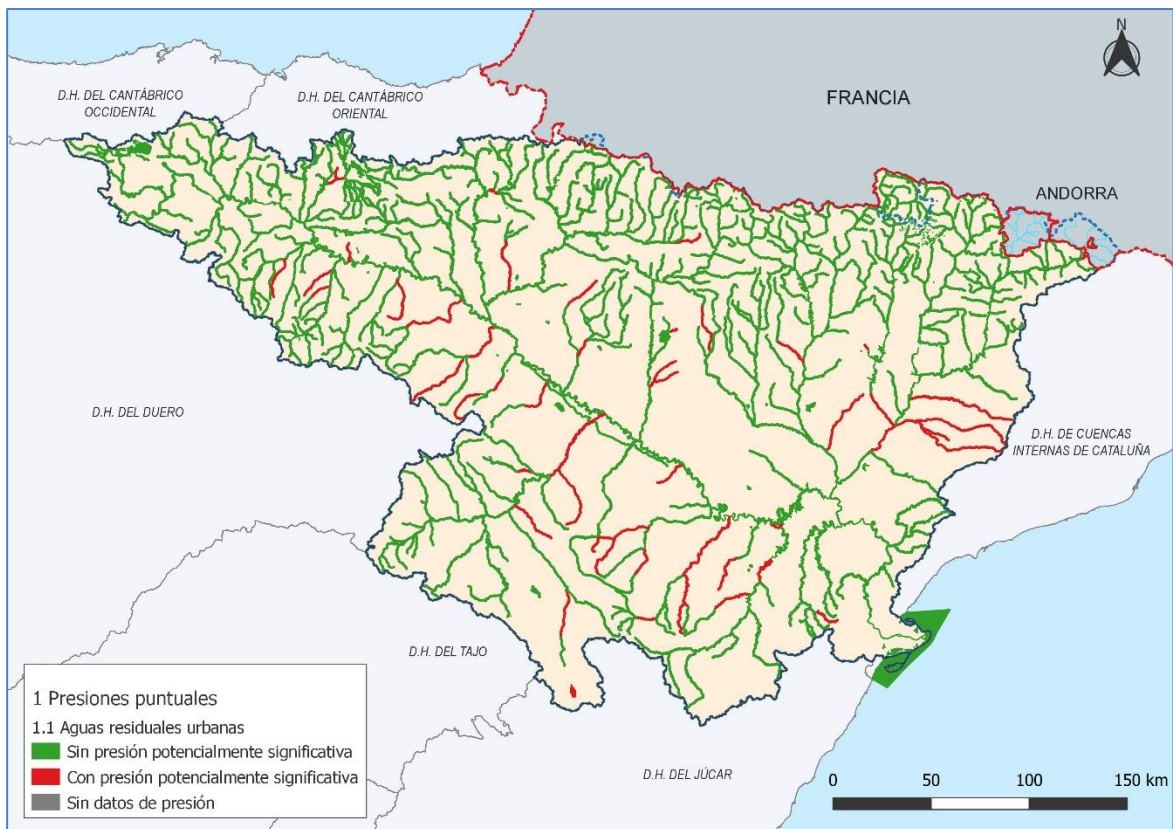 N
D.H. DEL CANTÁBRICO
OCCIDENTAL
D.H. DEL CANTÁBRICO
ORIENTAL
FRANCIA
ANDORRA
D.H. DEL DUERO
D.H. DE CUENCAS
INTERNAS DE CATALUÑA
D.H. DEL TAJO
D.H. DEL JÚCAR
1 Presiones puntuales
1.1 Aguas residuales urbanas
Sin presión potencialmente significativa
Con presión potencialmente significativa
Sin datos de presión
0 50 100 150 km